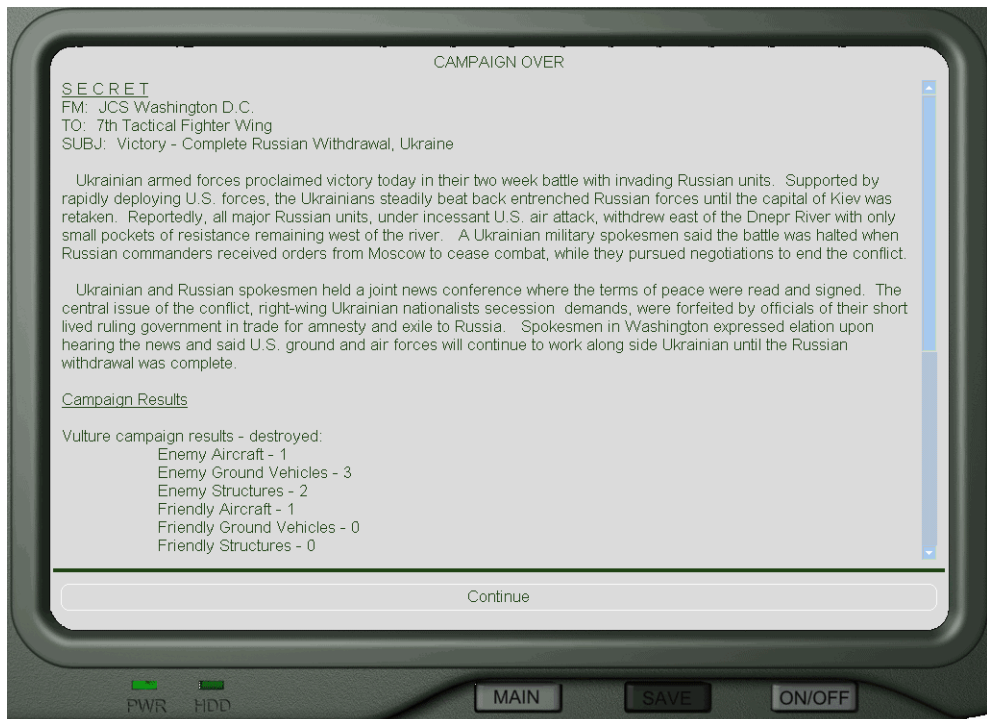 CAMPAIGN OVER
SECRET
FM: JCS Washington D.C.
TO: 7th Tactical Fighter Wing
SUBJ: Victory - Complete Russian Withdrawal, Ukraine
Ukrainian armed forces proclaimed victory today in their two week battle with invading Russian units. Supported by
rapidly deploying U.S. forces, the Ukrainians steadily beat back entrenched Russian forces until the capital of Kiev was
retaken. Reportedly, all major Russian units, under incessant U.S. air attack, withdrew east of the Dnepr River with only
small pockets of resistance remaining west of the river. A Ukrainian military spokesmen said the battle was halted when
Russian commanders received orders from Moscow to cease combat, while they pursued negotiations to end the conflict.
Ukrainian and Russian spokesmen held a joint news conference where the terms of peace were read and signed. The
central issue of the conflict, right-wing Ukrainian nationalists secession demands, were forfeited by officials of their short
lived ruling government in trade for amnesty and exile to Russia. Spokesmen in Washington expressed elation upon
hearing the news and said U.S. ground and air forces will continue to work along side Ukrainian until the Russian
withdrawal was complete.
Campaign Results
Vulture campaign results - destroyed:
Enemy Aircraft - 1
Enemy Ground Vehicles - 3
Enemy Structures - 2
Friendly Aircraft - 1
Friendly Ground Vehicles - 0
Friendly Structures - 0
Continue
PWR HDD MAIN SAVE ON/OFF